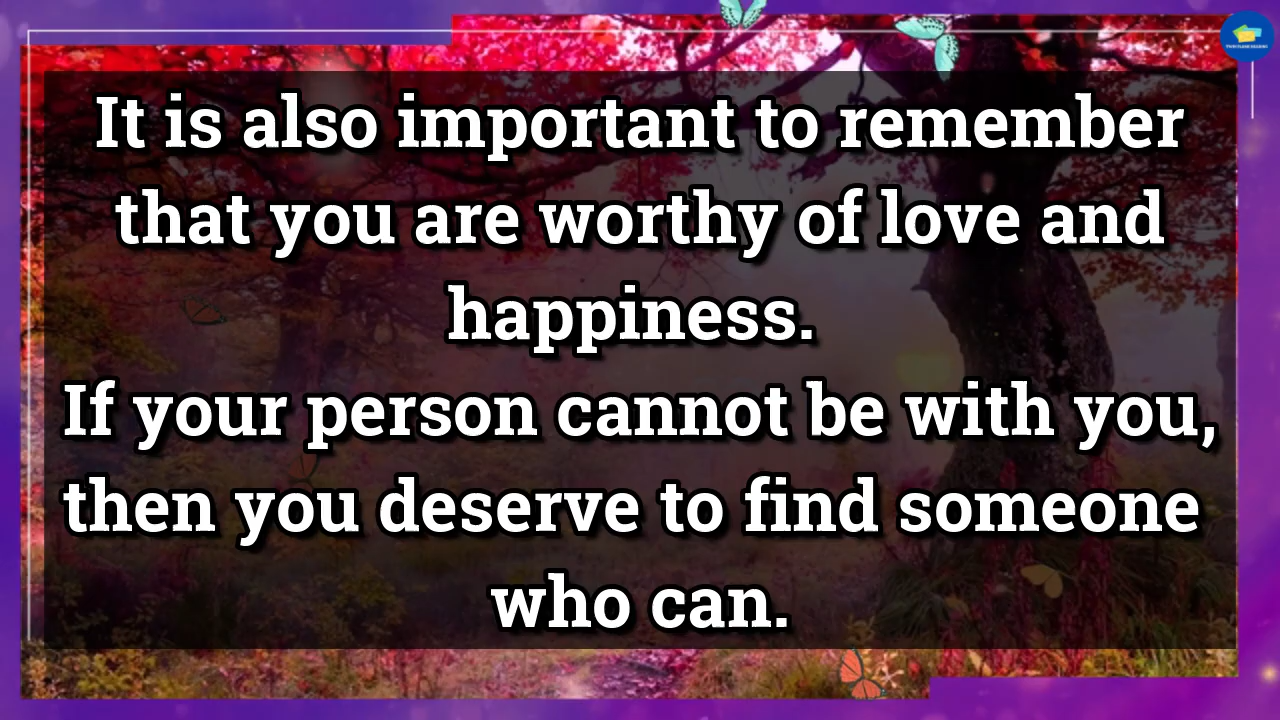 It is also important to remember
that you are worthy of love and
happiness.
If your person cannot be with you,
then you deserve to find someone
who can.